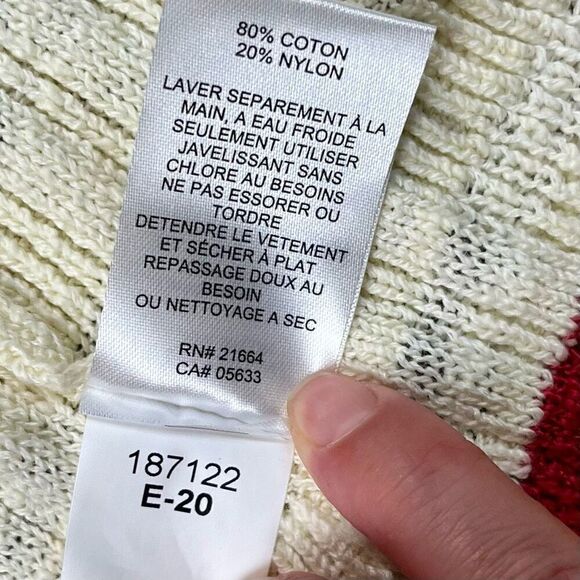 80% COTON
20% NYLON
LAVER SEPAREMENT À LA
MAIN, A EAU FROIDE
SEULEMENT UTILISER
JAVELISSANT SANS
CHLORE AU BESOINS
NE PAS ESSORER OU
TORDRE
DETENDRE LE VETEMENT
ET SÉCHER À PLAT
REPASSAGE DOUX AU
BESOIN
OU NETTOYAGE A SEC
RN# 21664
CA# 05633
187122
E-20